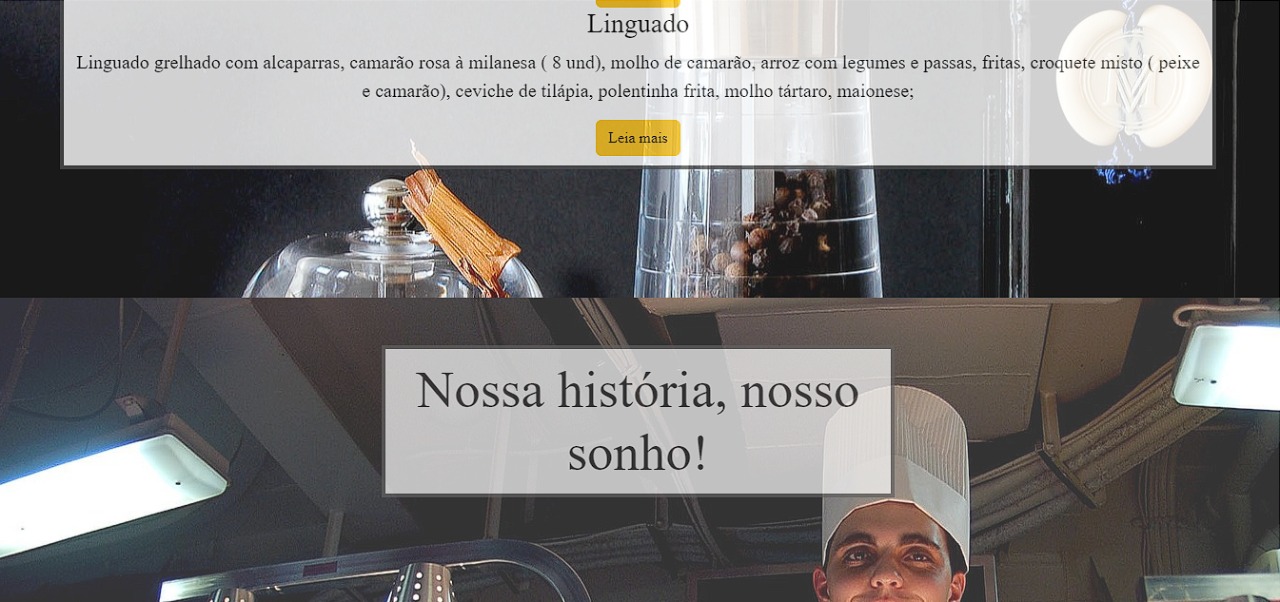 Linguado
Linguado grelhado com alcaparras, camarão rosa à milanesa ( 8 und), molho de camarão, arroz com legumes e passas, fritas, croquete misto ( peixe
e camarão), ceviche de tilápia, polentinha frita, molho tártaro, maionese;
Leia mais
Nossa história, nosso
sonho!